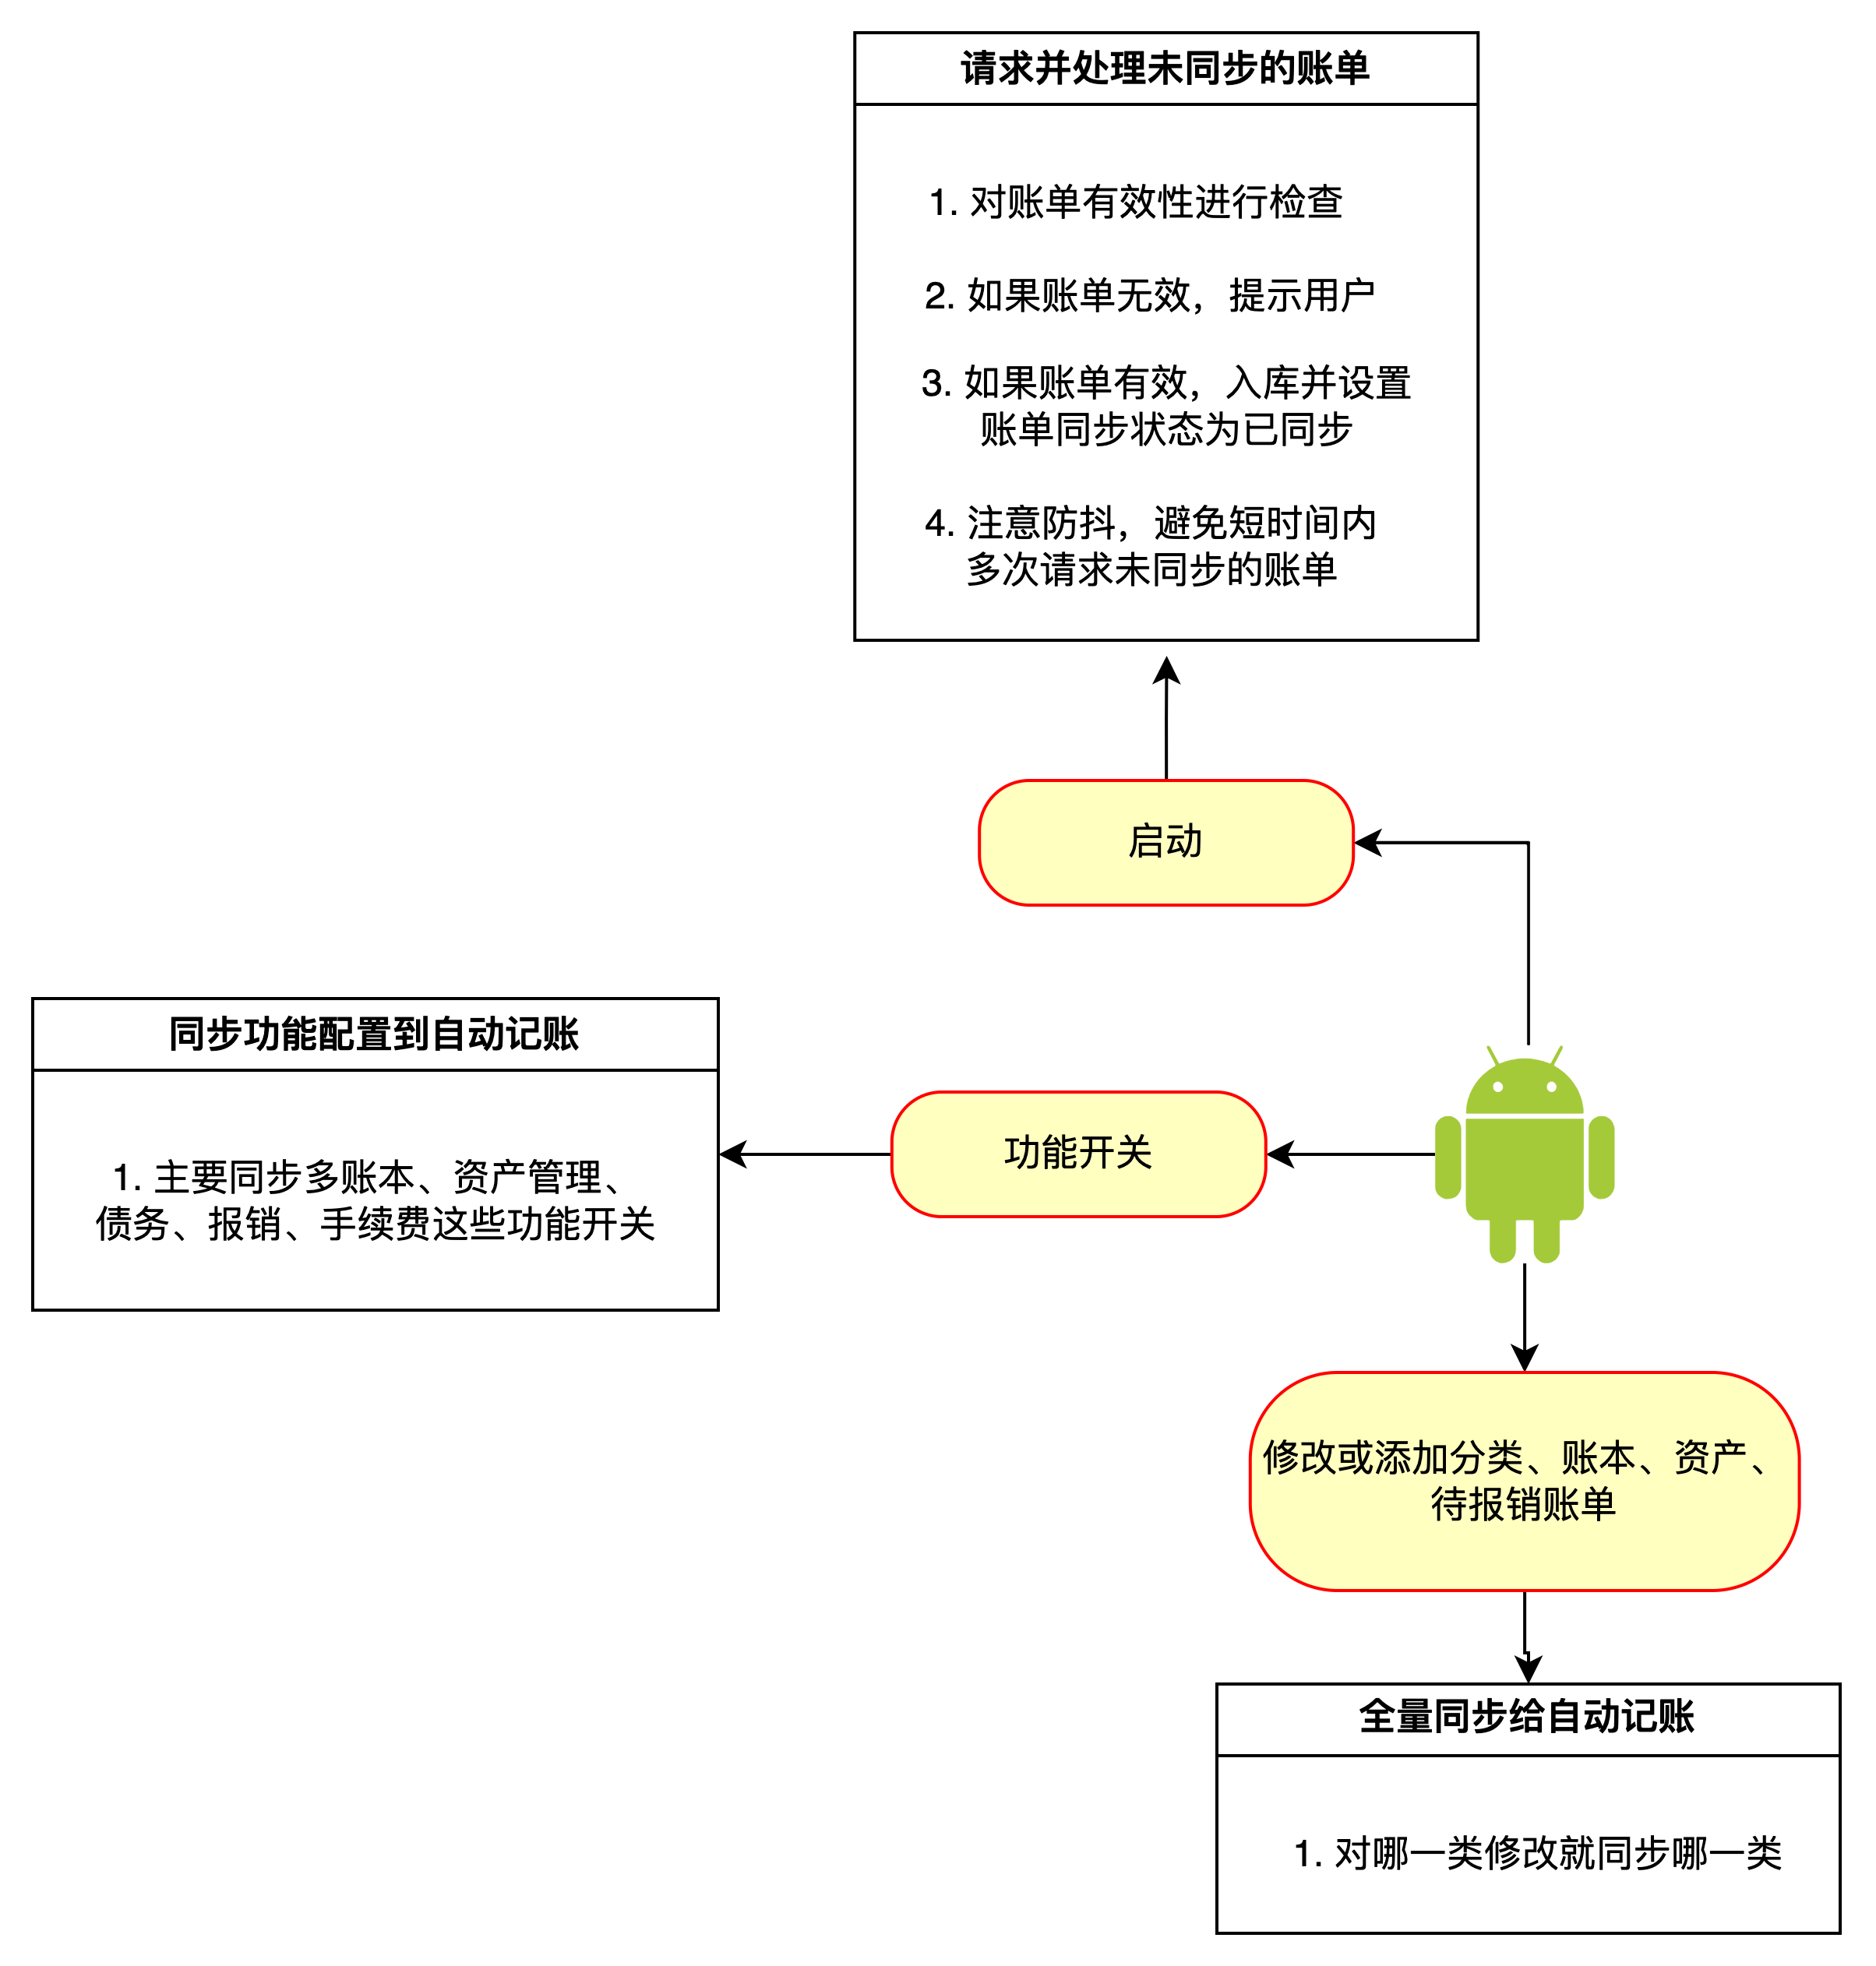 请求并处理未同步的账单
1. 对账单有效性进行检查
2. 如果账单无效，提示用户
3. 如果账单有效，入库并设置
账单同步状态为已同步
4. 注意防抖，避免短时间内
多次请求未同步的账单
启动
同步功能配置到自动记账
1. 主要同步多账本、资产管理、
债务、报销、手续费这些功能开关
功能开关
修改或添加分类、账本、资产、
待报销账单
全量同步给自动记账
1. 对哪一类修改就同步哪一类